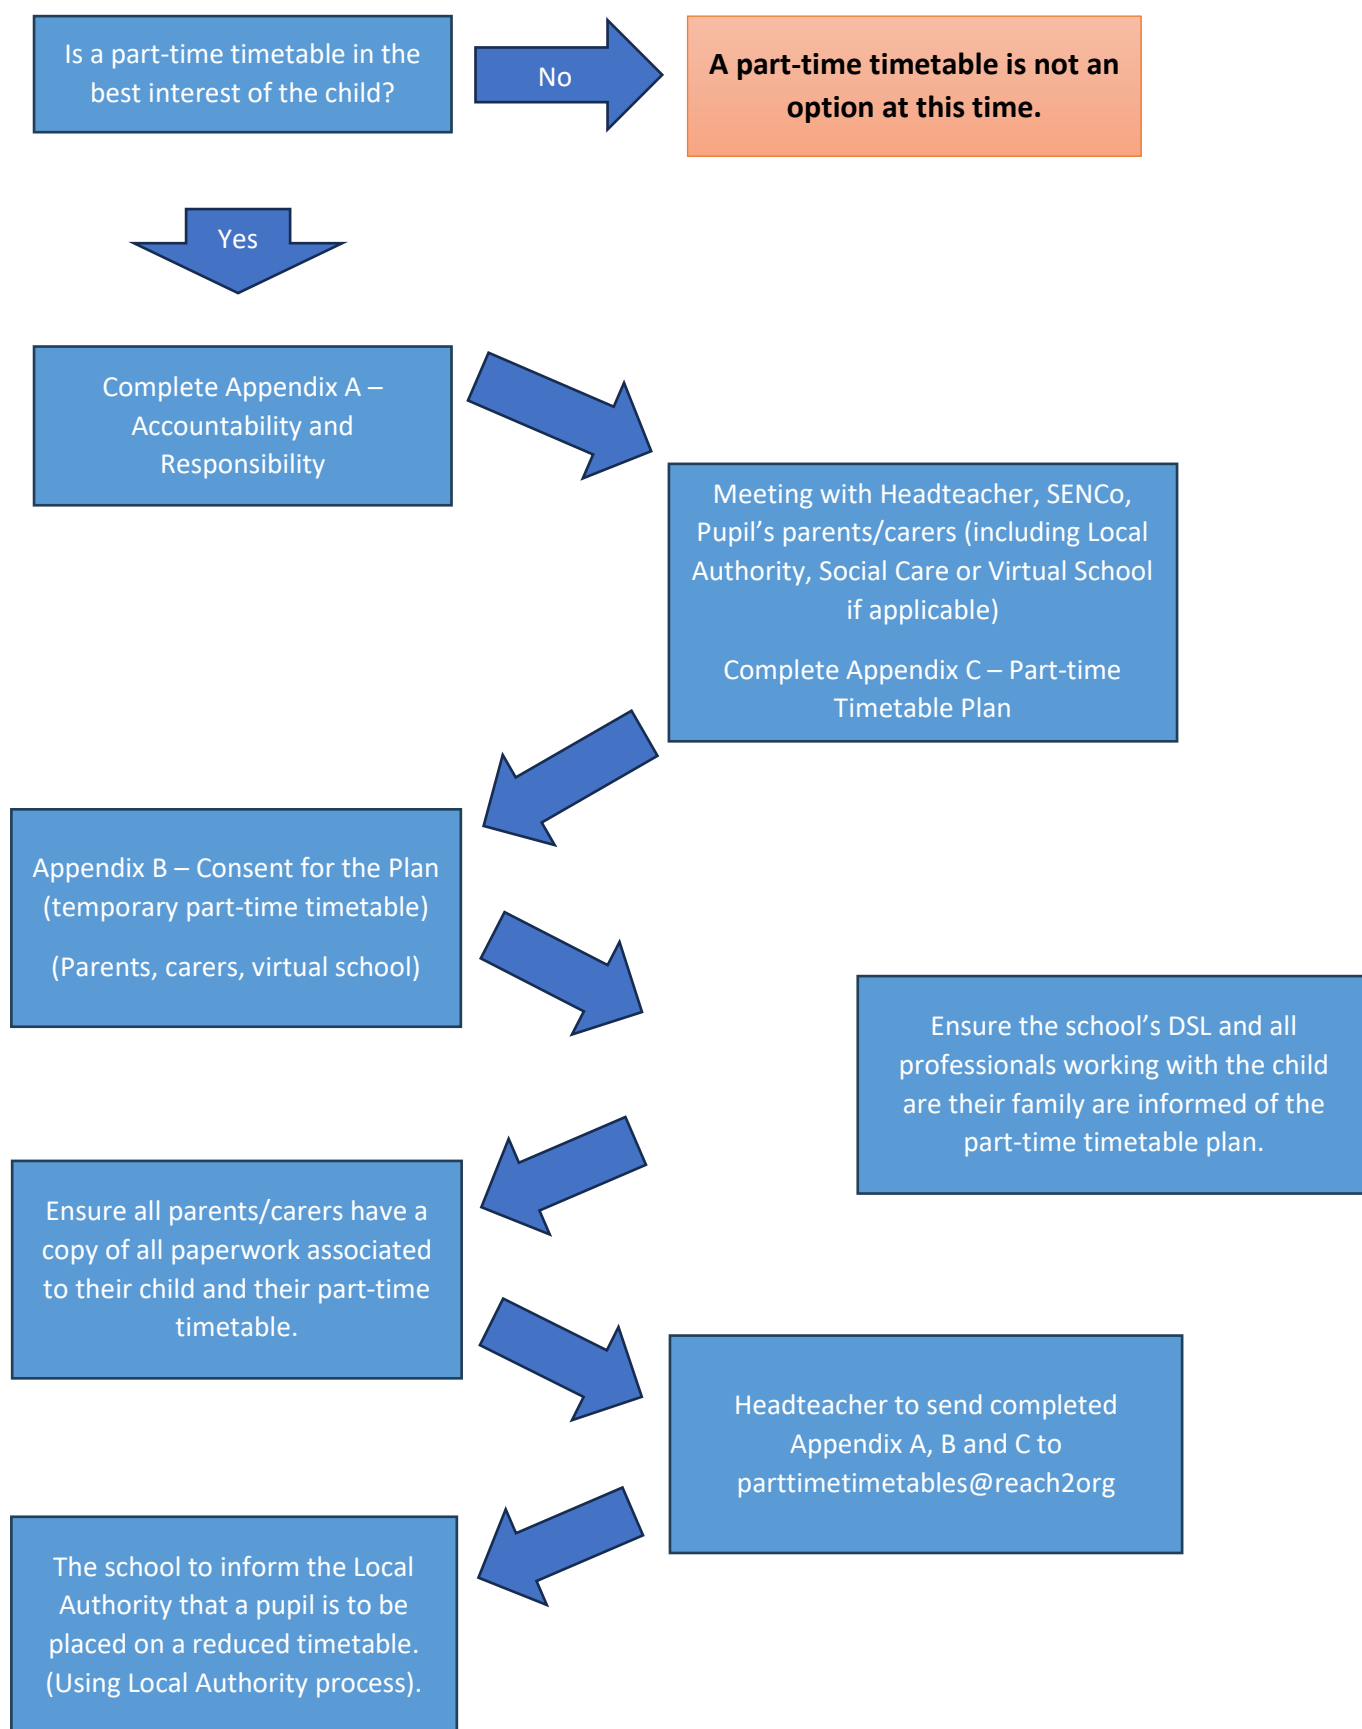 Is a part-time timetable in the
best interest of the child?
No
A part-time timetable is not an
option at this time.
Yes
Complete Appendix A –
Accountability and
Responsibility
Meeting with Headteacher, SENCo,
Pupil’s parents/carers (including Local
Authority, Social Care or Virtual School
if applicable)
Complete Appendix C – Part-time
Timetable Plan
Appendix B – Consent for the Plan
(temporary part-time timetable)
(Parents, carers, virtual school)
Ensure the school’s DSL and all
professionals working with the child
are their family are informed of the
part-time timetable plan.
Ensure all parents/carers have a
copy of all paperwork associated
to their child and their part-time
timetable.
Headteacher to send completed
Appendix A, B and C to
parttimetimetables@reach2org
The school to inform the Local
Authority that a pupil is to be
placed on a reduced timetable.
(Using Local Authority process).